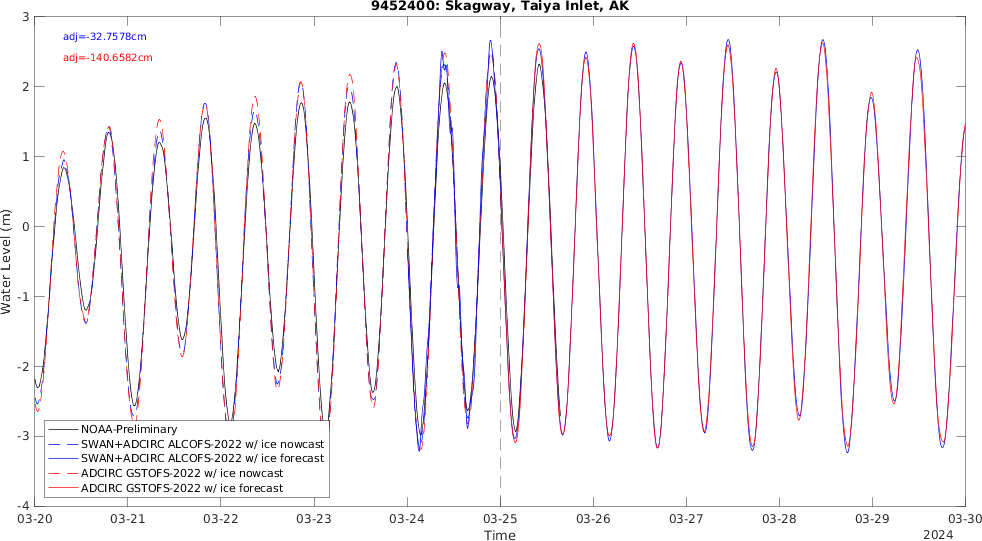 9452400: Skagway, Taiya Inlet, AK
adj=-32.7578cm
adj=-140.6582cm
Water Level (m)
3
2
1
0
-1
-2
-3
-4
NOAA-Preliminary
SWAN+ADCIRC ALCOFS-2022 w/ ice nowcast
SWAN+ADCIRC ALCOFS-2022 w/ ice forecast
ADCIRC GSTOFS-2022 w/ ice nowcast
ADCIRC GSTOFS-2022 w/ ice forecast
03-20 03-21 03-22 03-23 03-24 03-25 03-26 03-27 03-28 03-29 03-30
Time
2024